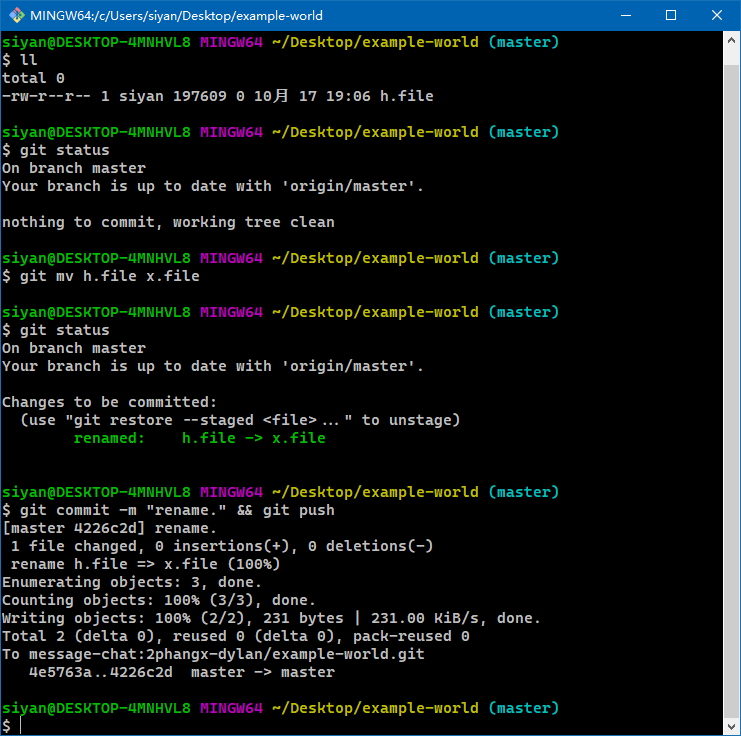 MINGW64:/c/Users/siyan/Desktop/example-world
siyan@DESKTOP-4MNHVL8 MINGW64 ~/Desktop/example-world (master)
$ ll
total 0
-rw-r--r-- 1 siyan 197609 0 10月 17 19:06 h.file
siyan@DESKTOP-4MNHVL8 MINGW64 ~/Desktop/example-world (master)
$ git status
On branch master
Your branch is up to date with 'origin/master'.
nothing to commit, working tree clean
siyan@DESKTOP-4MNHVL8 MINGW64 ~/Desktop/example-world (master)
$ git mv h.file x.file
siyan@DESKTOP-4MNHVL8 MINGW64 ~/Desktop/example-world (master)
$ git status
On branch master
Your branch is up to date with 'origin/master'.
Changes to be committed:
  (use "git restore --staged <file>..." to unstage)
        renamed:    h.file -> x.file
siyan@DESKTOP-4MNHVL8 MINGW64 ~/Desktop/example-world (master)
$ git commit -m "rename." && git push
[master 4226c2d] rename.
 1 file changed, 0 insertions(+), 0 deletions(-)
 rename h.file => x.file (100%)
Enumerating objects: 3, done.
Counting objects: 100% (3/3), done.
Writing objects: 100% (2/2), 231 bytes | 231.00 KiB/s, done.
Total 2 (delta 0), reused 0 (delta 0), pack-reused 0
To message-chat:2phangx-dylan/example-world.git
   4e5763a..4226c2d  master -> master
siyan@DESKTOP-4MNHVL8 MINGW64 ~/Desktop/example-world (master)
$